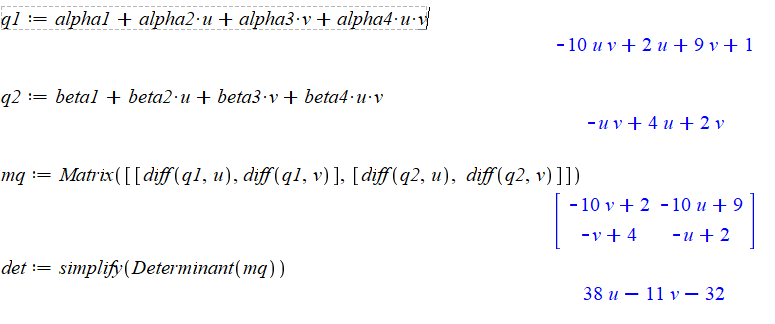 q1 := alpha1 + alpha2·u + alpha3·v + alpha4·u·v
-10 u v + 2 u + 9 v + 1
q2 := beta1 + beta2·u + beta3·v + beta4·u·v
-u v + 4 u + 2 v
mq := Matrix([[diff(q1, u), diff(q1, v)], [diff(q2, u), diff(q2, v)]])
-10 v + 2 -10 u + 9
-v + 4 -u + 2
det := simplify(Determinant(mq))
38 u - 11 v - 32